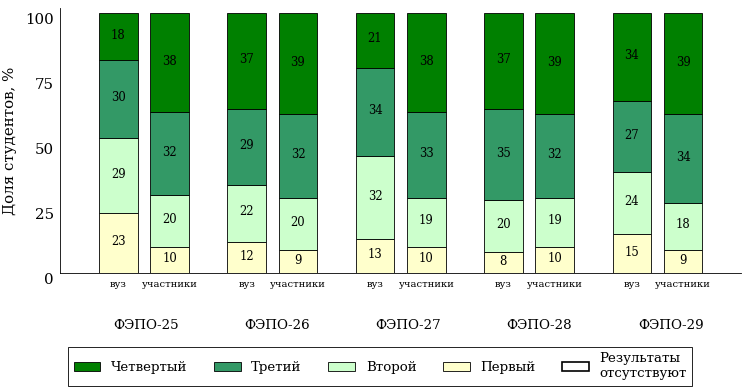 Доля студентов, %
100
75
50
25
0
18 38 37 39 21 38 37 39 34 39
30 32 29 32 34 33 35 32 27 34
29 20 22 20 32 19 20 19 24 18
23 10 12 9 13 10 8 10 15 9
вуз участники вуз участники вуз участники вуз участники вуз участники
ФЭПО-25 ФЭПО-26 ФЭПО-27 ФЭПО-28 ФЭПО-29
Четвертый Третий Второй Первый Результаты
отсутствуют